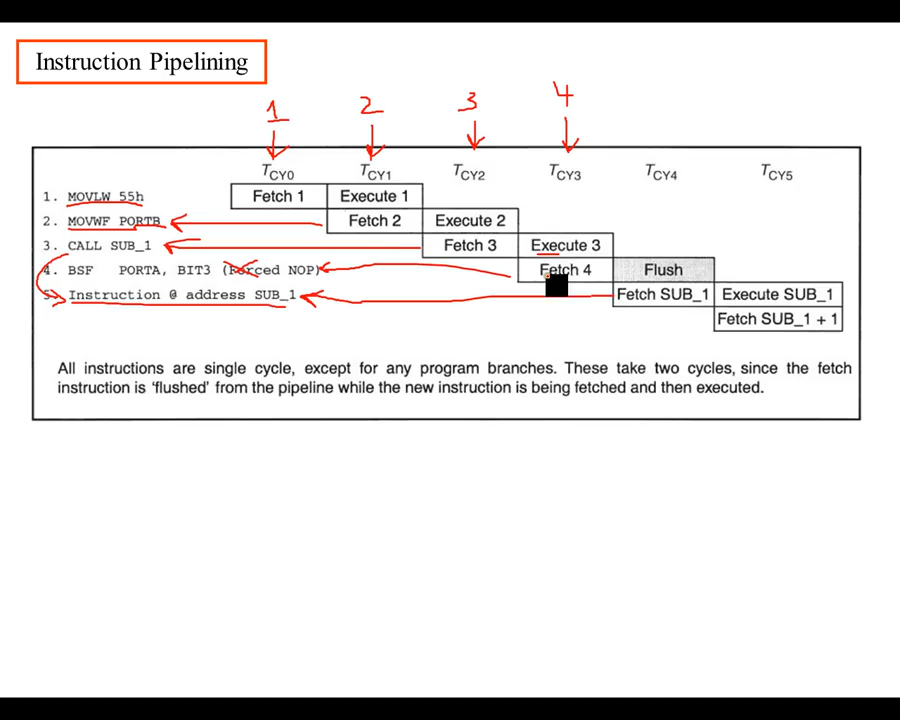 Instruction Pipelining
1 2 3 4
TCY0 TCY1 TCY2 TCY3 TCY4 TCY5
1. MOVLW 55h Fetch 1 Execute 1
2. MOVWF PORTB Fetch 2 Execute 2
3. CALL SUB_1 Fetch 3 Execute 3
4. BSF PORTA, BIT3 (Forced NOP) Fetch 4 Flush
5. Instruction @ address SUB_1 Fetch SUB_1 Execute SUB_1
Fetch SUB_1 + 1
All instructions are single cycle, except for any program branches. These take two cycles, since the fetch
instruction is 'flushed' from the pipeline while the new instruction is being fetched and then executed.